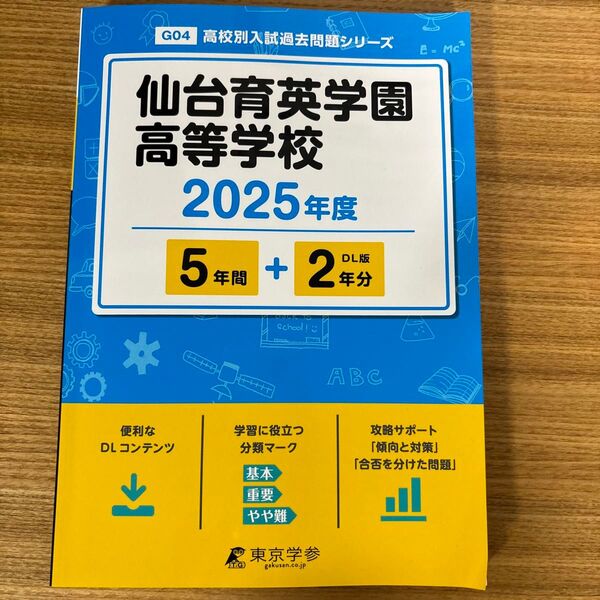 G04 高校別入試過去問題シリーズ
E = MC²
仙台育英学園
高等学校
2025年度
5年間 + 2年分
DL版
school!
ABC
便利な
DLコンテンツ
学習に役立つ
分類マーク
基本
重要
やや難
攻略サポート
「傾向と対策」
「合否を分けた問題」
東京学参
gakusan.co.jp